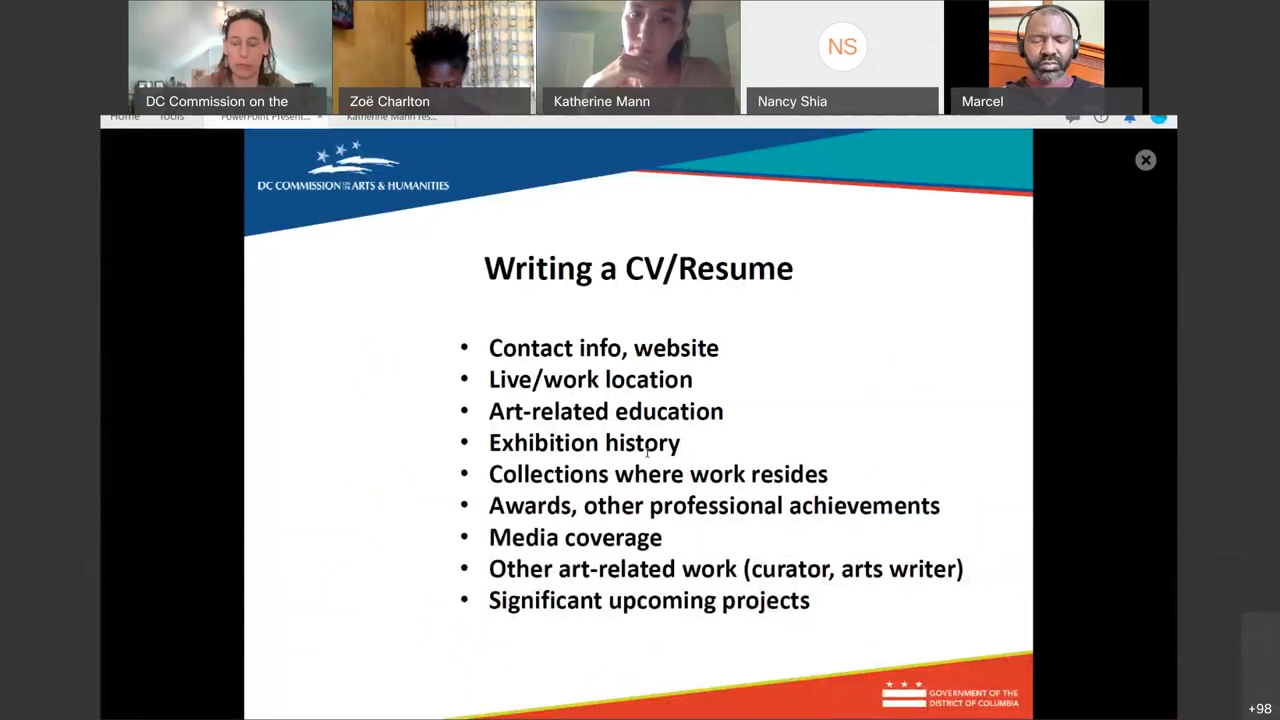 NS
DC Commission on the
Zoë Charlton
Katherine Mann
Nancy Shia
Marcel
Home Tools PowerPoint Present... × Katherine Mann res...
DC COMMISSION ON THE ARTS & HUMANITIES
Writing a CV/Resume
• Contact info, website
• Live/work location
• Art-related education
• Exhibition history
• Collections where work resides
• Awards, other professional achievements
• Media coverage
• Other art-related work (curator, arts writer)
• Significant upcoming projects
GOVERNMENT OF THE
DISTRICT OF COLUMBIA
+98